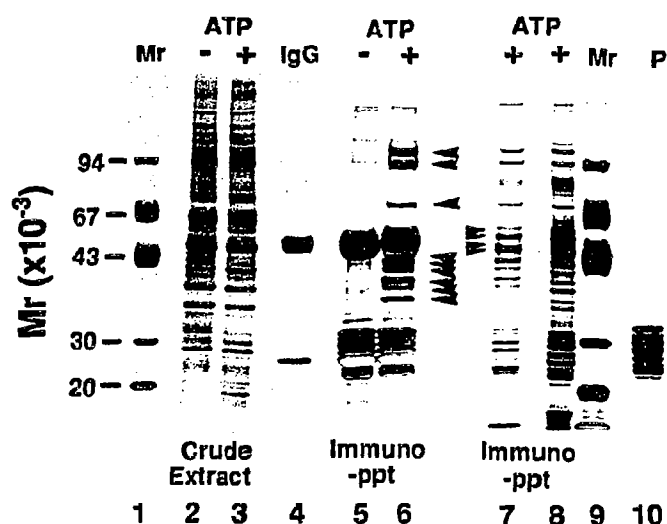 ATP ATP ATP
Mr - + IgG - + + + Mr P
94
67
43
30
20
Mr (x10-3)
Crude Immuno Immuno
Extract -ppt -ppt
1 2 3 4 5 6 7 8 9 10